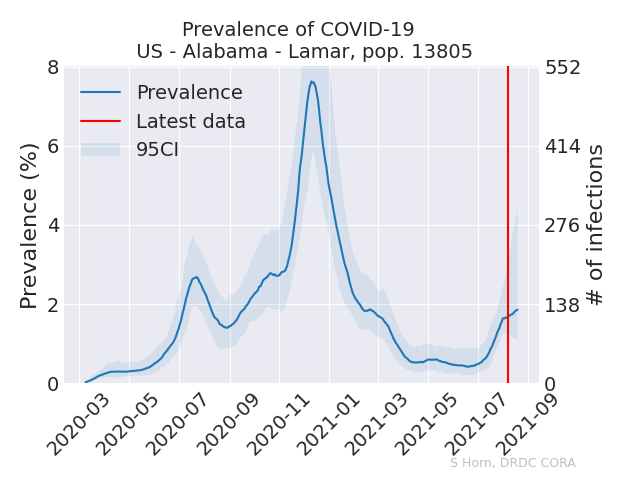 Prevalence of COVID-19
US - Alabama - Lamar, pop. 13805
Prevalence
Latest data
95CI
Prevalence (%)
8
6
4
2
0
552
414
276
138
0
# of infections
2020-03
2020-05
2020-07
2020-09
2020-11
2021-01
2021-03
2021-05
2021-07
2021-09
S Horn, DRDC CORA